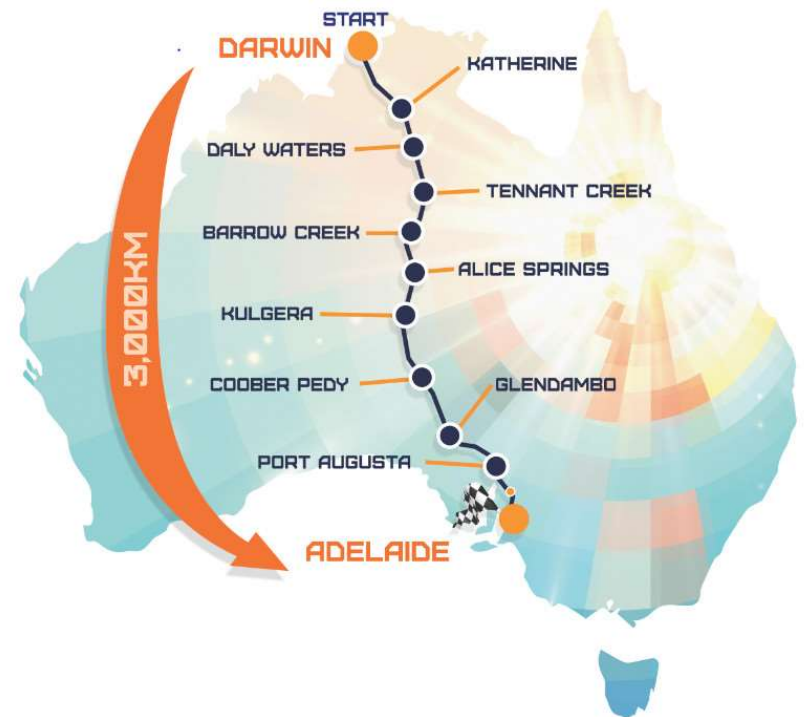 START
DARWIN
KATHERINE
DALY WATERS
TENNANT CREEK
BARROW CREEK
ALICE SPRINGS
KULGERA
3,000KM
COOBER PEDY
GLENDAMBO
PORT AUGUSTA
ADELAIDE